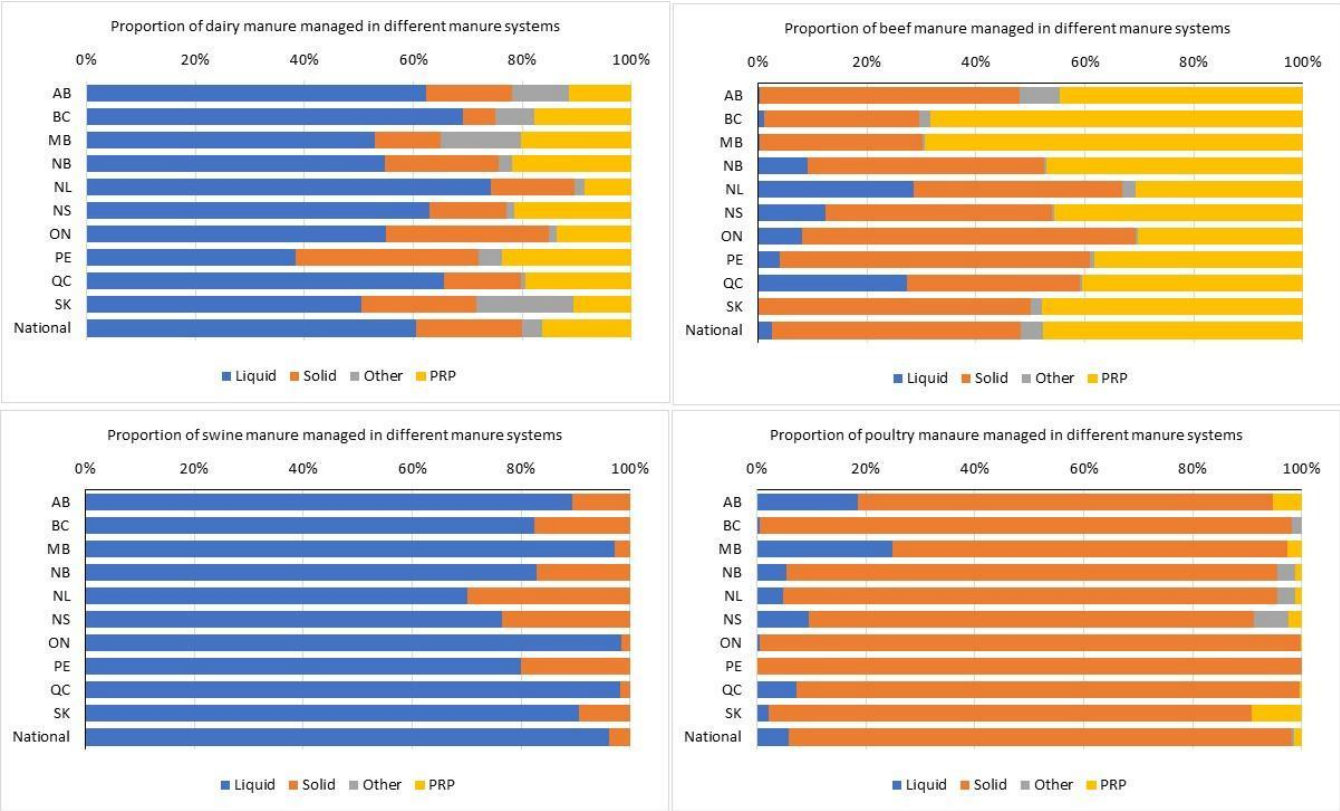 Proportion of dairy manure managed in different manure systems
0% 20% 40% 60% 80% 100%
AB
BC
MB
NB
NL
NS
ON
PE
QC
SK
National
Liquid Solid Other PRP
Proportion of beef manure managed in different manure systems
0% 20% 40% 60% 80% 100%
AB
BC
MB
NB
NL
NS
ON
PE
QC
SK
National
Liquid Solid Other PRP
Proportion of swine manure managed in different manure systems
0% 20% 40% 60% 80% 100%
AB
BC
MB
NB
NL
NS
ON
PE
QC
SK
National
Liquid Solid Other PRP
Proportion of poultry manaure managed in different manure systems
0% 20% 40% 60% 80% 100%
AB
BC
MB
NB
NL
NS
ON
PE
QC
SK
National
Liquid Solid Other PRP